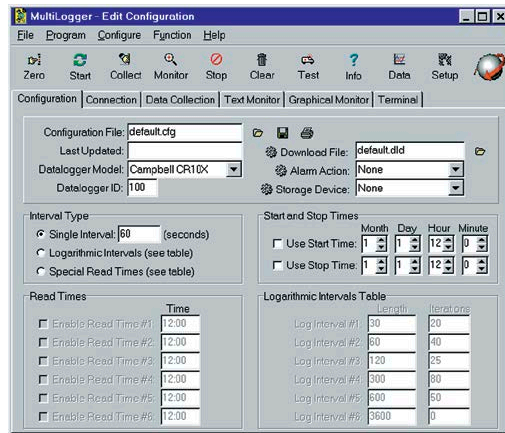 MultiLogger - Edit Configuration
File Program Configure Function Help
Zero Start Collect Monitor Stop Clear Test Info Data Setup
Configuration Connection Data Collection Text Monitor Graphical Monitor Terminal
Configuration File: default.cfg
Last Updated: Download File: default.dld
Datalogger Model: Campbell CR10X Alarm Action: None
Datalogger ID: 100 Storage Device: None
Interval Type
Single Interval: 60 (seconds)
Logarithmic Intervals (see table)
Special Read Times (see table)
Start and Stop Times
Month Day Hour Minute
Use Start Time: 1 1 12 0
Use Stop Time: 1 1 12 0
Read Times
Time
Enable Read Time #1: 12:00
Enable Read Time #2: 12:00
Enable Read Time #3: 12:00
Enable Read Time #4: 12:00
Enable Read Time #5: 12:00
Enable Read Time #6: 12:00
Logarithmic Intervals Table
Length Iterations
Log Interval #1: 30 20
Log Interval #2: 60 40
Log Interval #3: 120 25
Log Interval #4: 300 80
Log Interval #5: 600 50
Log Interval #6: 3600 0